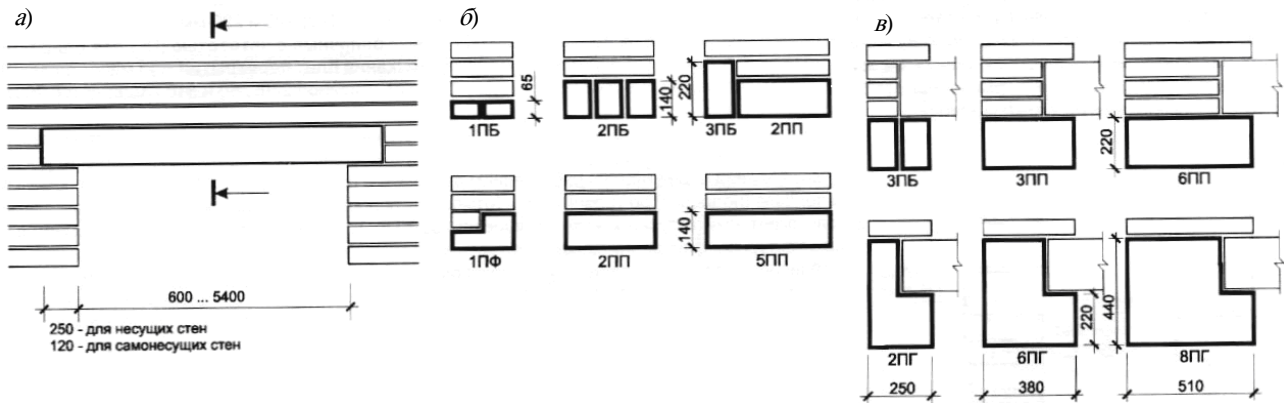 а)
600 ... 5400
250 - для несущих стен
120 - для самонесущих стен
б)
65
1ПБ
140
2ПБ
220
3ПБ
2ПП
1ПФ
2ПП
140
5ПП
в)
3ПБ
3ПП
220
6ПП
2ПГ
220
6ПГ
440
8ПГ
250
380
510